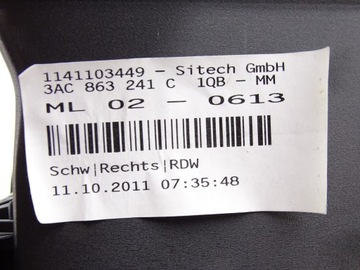 1141103449 - Sitech GmbH
3AC 863 241 C 1QB - MM
ML 02 - 0613
Schw|Rechts|RDW
11.10.2011 07:35:48